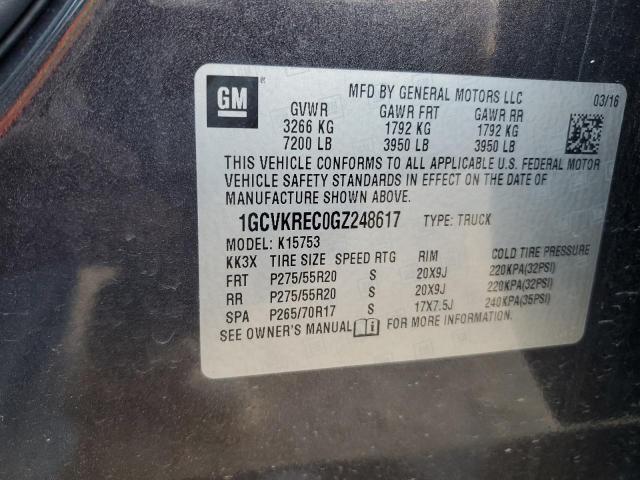 GM
MFD BY GENERAL MOTORS LLC 03/16
GVWR GAWR FRT GAWR RR
3266 KG 1792 KG 1792 KG
7200 LB 3950 LB 3950 LB
THIS VEHICLE CONFORMS TO ALL APPLICABLE U.S. FEDERAL MOTOR
VEHICLE SAFETY STANDARDS IN EFFECT ON THE DATE OF
MANUFACTURE SHOWN ABOVE.
1GCVKREC0GZ248617 TYPE: TRUCK
MODEL: K15753
KK3X TIRE SIZE SPEED RTG RIM COLD TIRE PRESSURE
FRT P275/55R20 S 20X9J 220KPA(32PSI)
RR P275/55R20 S 20X9J 220KPA(32PSI)
SPA P265/70R17 S 17X7.5J 240KPA(35PSI)
SEE OWNER'S MANUAL FOR MORE INFORMATION.